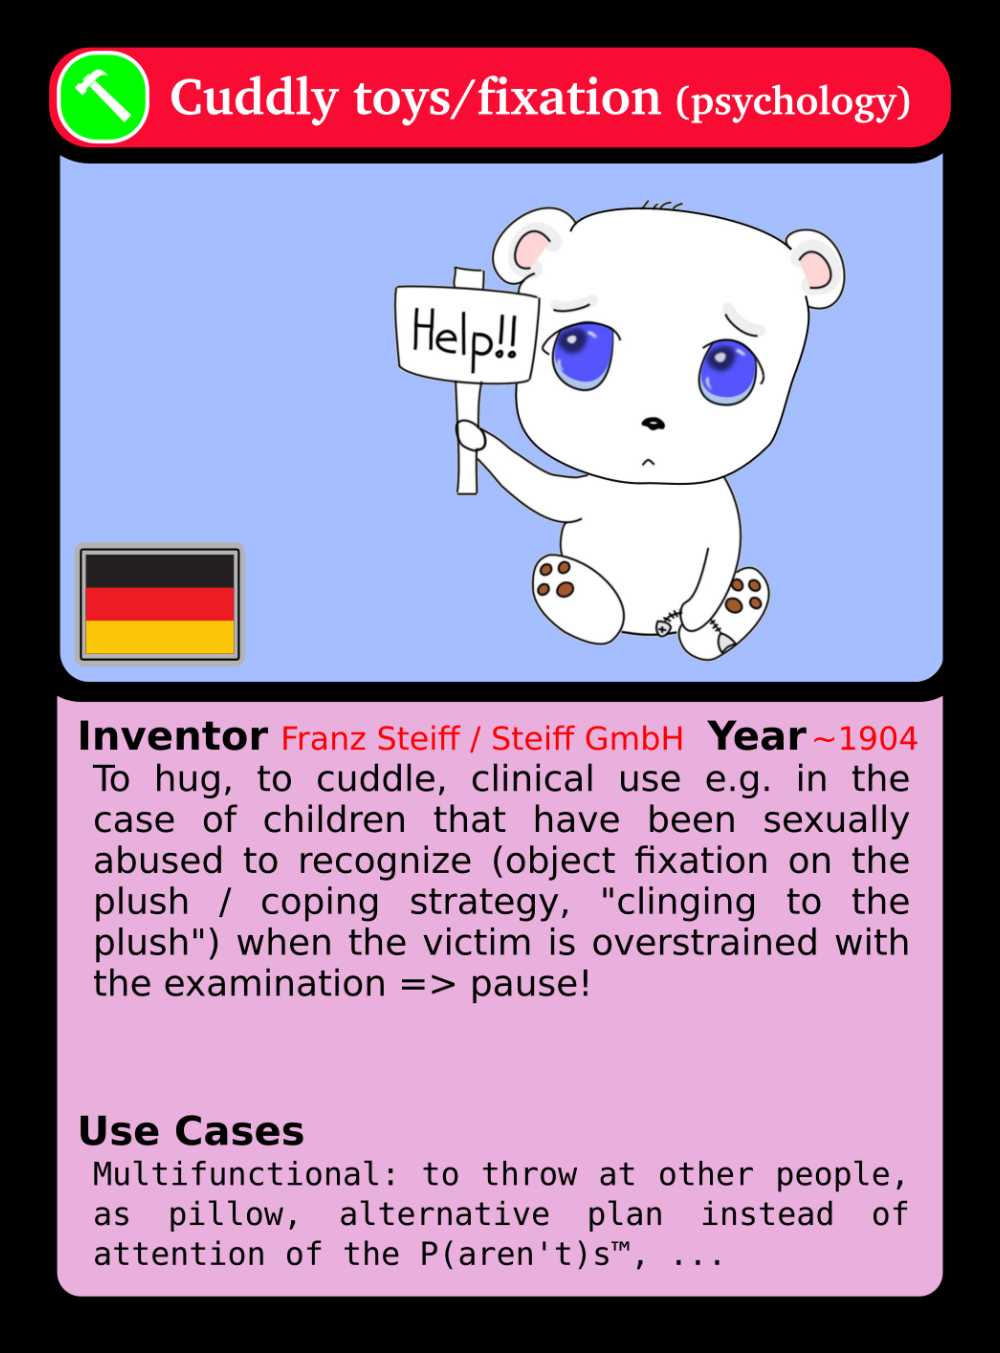 Cuddly toys/fixation (psychology)
Help!!
Inventor Franz Steiff / Steiff GmbH Year ~1904
To hug, to cuddle, clinical use e.g. in the
case of children that have been sexually
abused to recognize (object fixation on the
plush / coping strategy, "clinging to the
plush") when the victim is overstrained with
the examination => pause!
Use Cases
Multifunctional: to throw at other people,
as pillow, alternative plan instead of
attention of the P(aren't)s™, ...